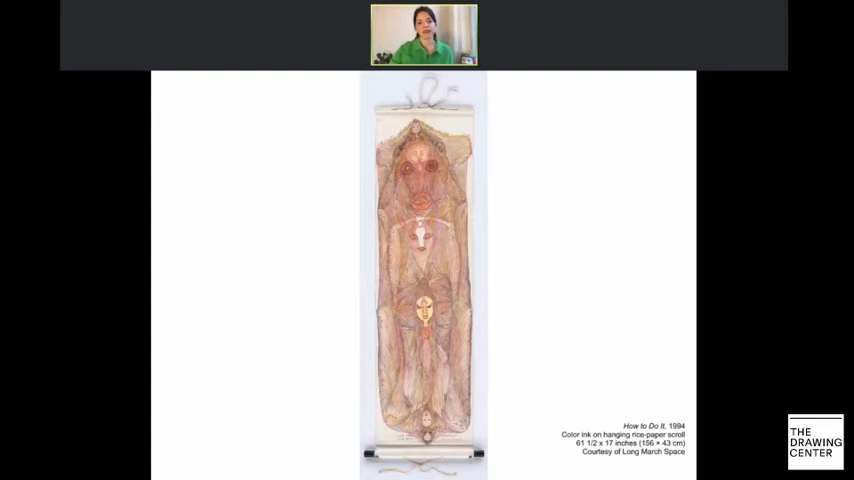 How to Do It, 1994
Color ink on hanging rice-paper scroll
61 1/2 x 17 inches (156 × 43 cm)
Courtesy of Long March Space
THE
DRAWING
CENTER